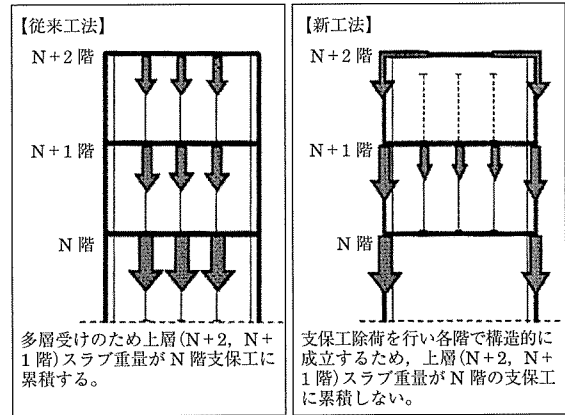 【従来工法】
N+2 階
N+1 階
N 階
多層受けのため上層(N+2, N+
1 階)スラブ重量が N 階支保工に
累積する。
【新工法】
N+2 階
N+1 階
N 階
支保工除荷を行い各階で構造的に
成立するため，上層(N+2, N+
1 階)スラブ重量が N 階の支保工
に累積しない。